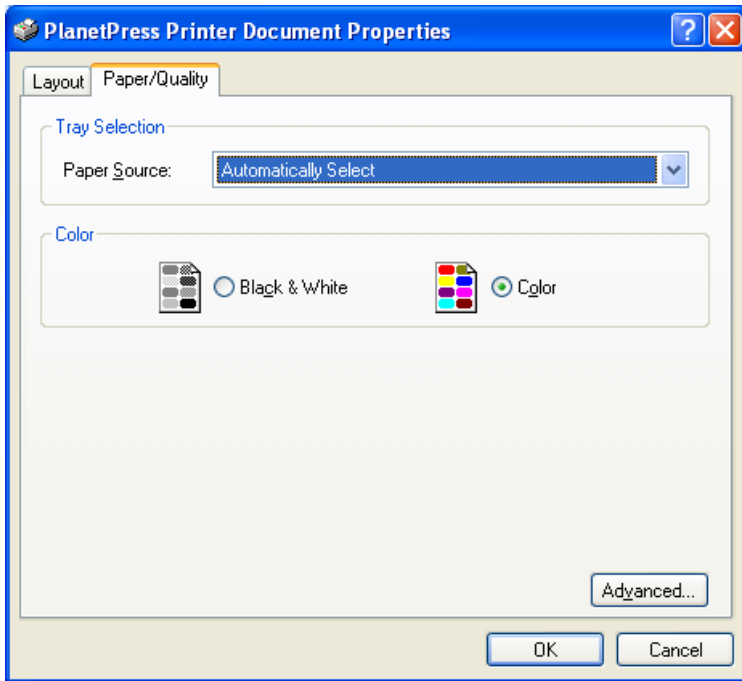 PlanetPress Printer Document Properties
Layout Paper/Quality
Tray Selection
Paper Source: Automatically Select
Color
Black & White Color
Advanced...
OK Cancel